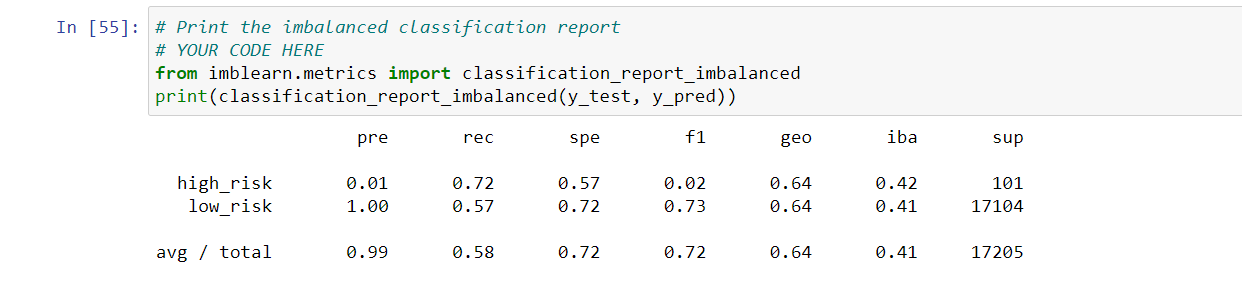 In [55]: # Print the imbalanced classification report
# YOUR CODE HERE
from imblearn.metrics import classification_report_imbalanced
print(classification_report_imbalanced(y_test, y_pred))
pre rec spe f1 geo iba sup
high_risk 0.01 0.72 0.57 0.02 0.64 0.42 101
low_risk 1.00 0.57 0.72 0.73 0.64 0.41 17104
avg / total 0.99 0.58 0.72 0.72 0.64 0.41 17205